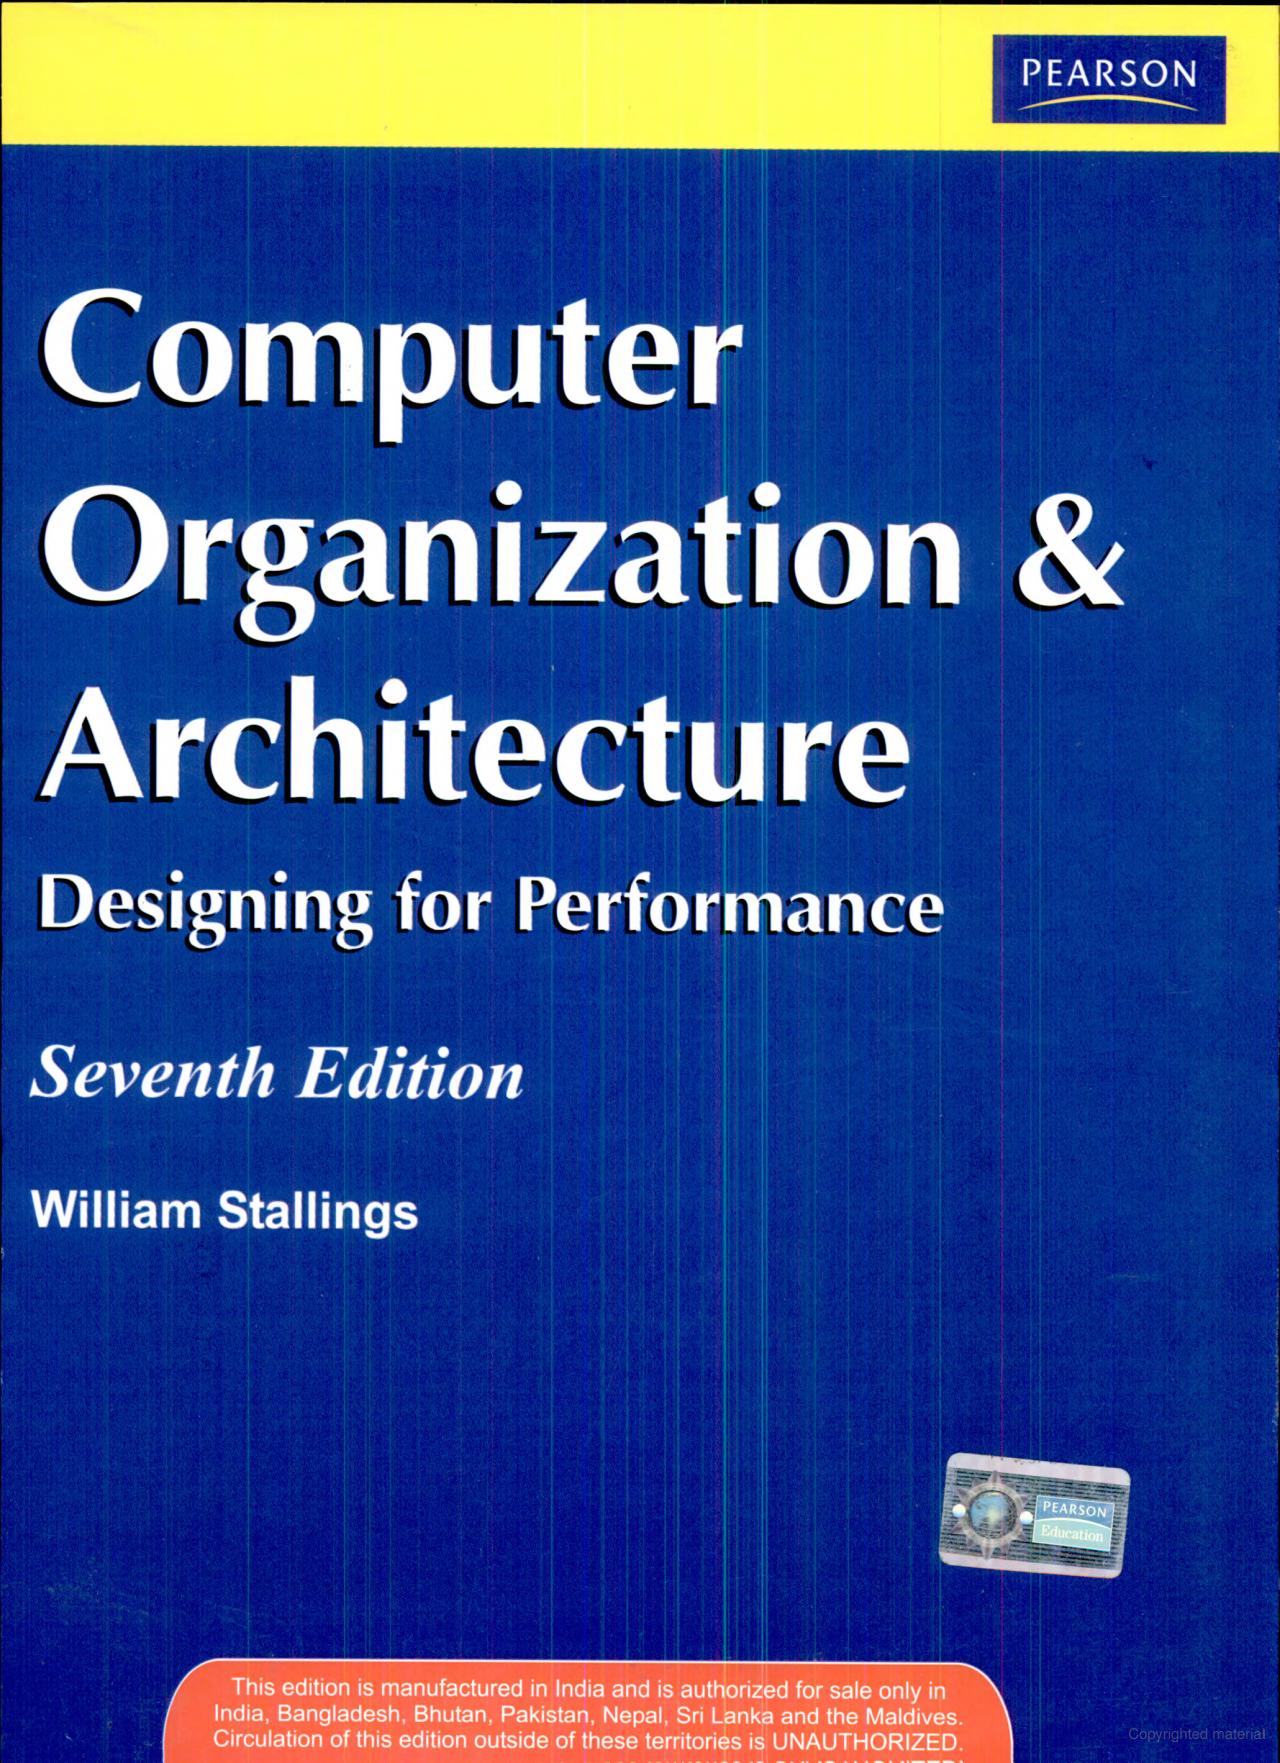 PEARSON
Computer
Organization &
Architecture
Designing for Performance
Seventh Edition
William Stallings
PEARSON
Education
This edition is manufactured in India and is authorized for sale only in
India, Bangladesh, Bhutan, Pakistan, Nepal, Sri Lanka and the Maldives.
Circulation of this edition outside of these territories is UNAUTHORIZED.
Copyrighted material